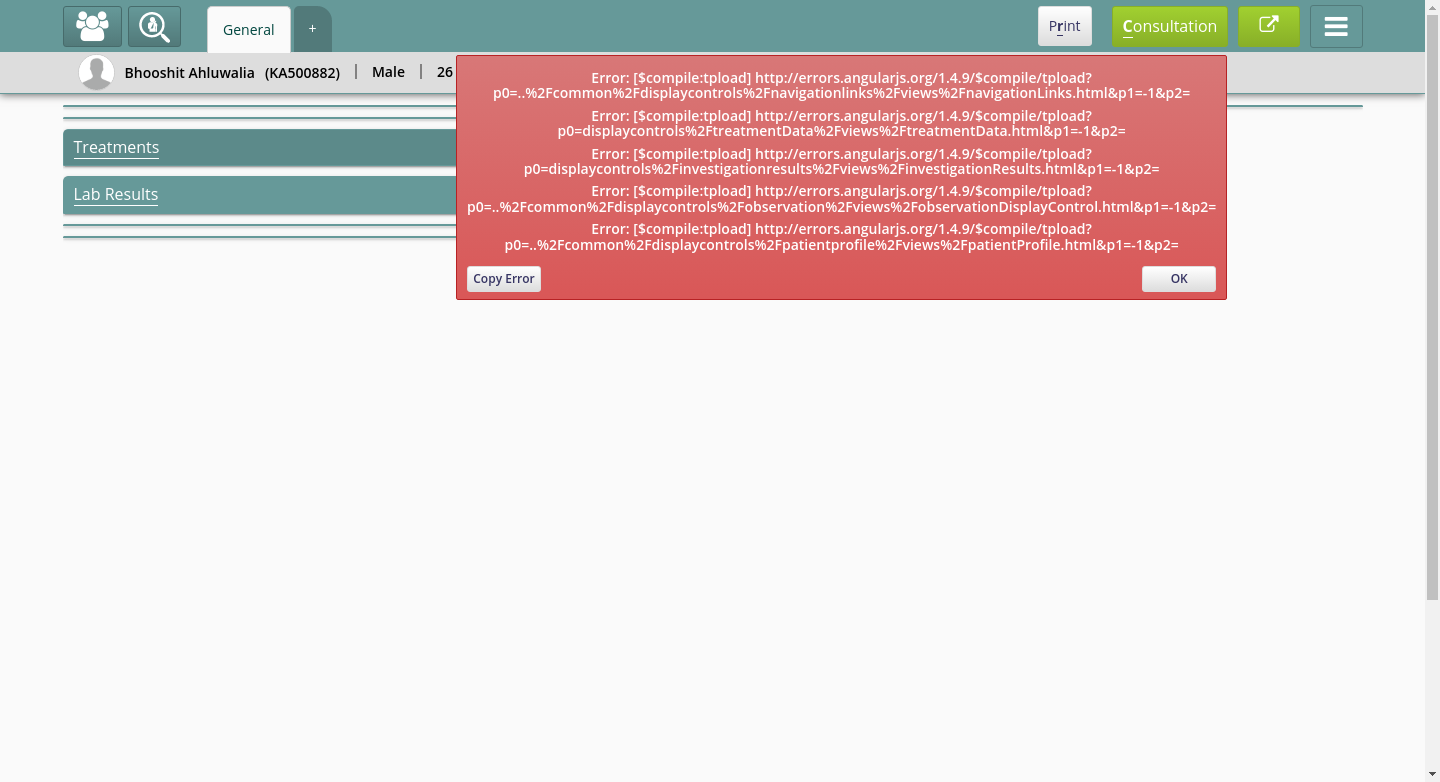 General
+
Print
Consultation
Bhooshit Ahluwalia (KA500882) | Male | 26
Error: [$compile:tpload] http://errors.angularjs.org/1.4.9/$compile/tpload?
p0=..%2Fcommon%2Fdisplaycontrols%2Fnavigationlinks%2Fviews%2FnavigationLinks.html&p1=-1&p2=
Error: [$compile:tpload] http://errors.angularjs.org/1.4.9/$compile/tpload?
p0=displaycontrols%2FtreatmentData%2Fviews%2FtreatmentData.html&p1=-1&p2=
Error: [$compile:tpload] http://errors.angularjs.org/1.4.9/$compile/tpload?
p0=displaycontrols%2Finvestigationresults%2Fviews%2FinvestigationResults.html&p1=-1&p2=
Error: [$compile:tpload] http://errors.angularjs.org/1.4.9/$compile/tpload?
p0=..%2Fcommon%2Fdisplaycontrols%2Fobservation%2Fviews%2FobservationDisplayControl.html&p1=-1&p2=
Error: [$compile:tpload] http://errors.angularjs.org/1.4.9/$compile/tpload?
p0=..%2Fcommon%2Fdisplaycontrols%2Fpatientprofile%2Fviews%2FpatientProfile.html&p1=-1&p2=
Copy Error
OK
Treatments
Lab Results